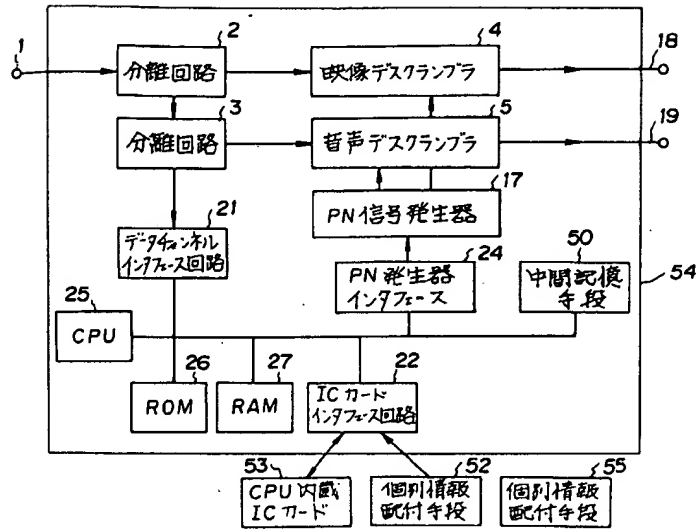 2
4
1
18
分離回路
映像デスクランブラ
3
5
19
分離回路
音声デスクランブラ
17
21
PN信号発生器
データチャンネル
インタフェース回路
24
50
PN発生器
インタフェース
中間記憶
手段
54
25
CPU
26
27
22
ROM
RAM
ICカード
インタフェース回路
53
52
55
CPU内蔵
ICカード
個別情報
配付手段
個別情報
配付手段